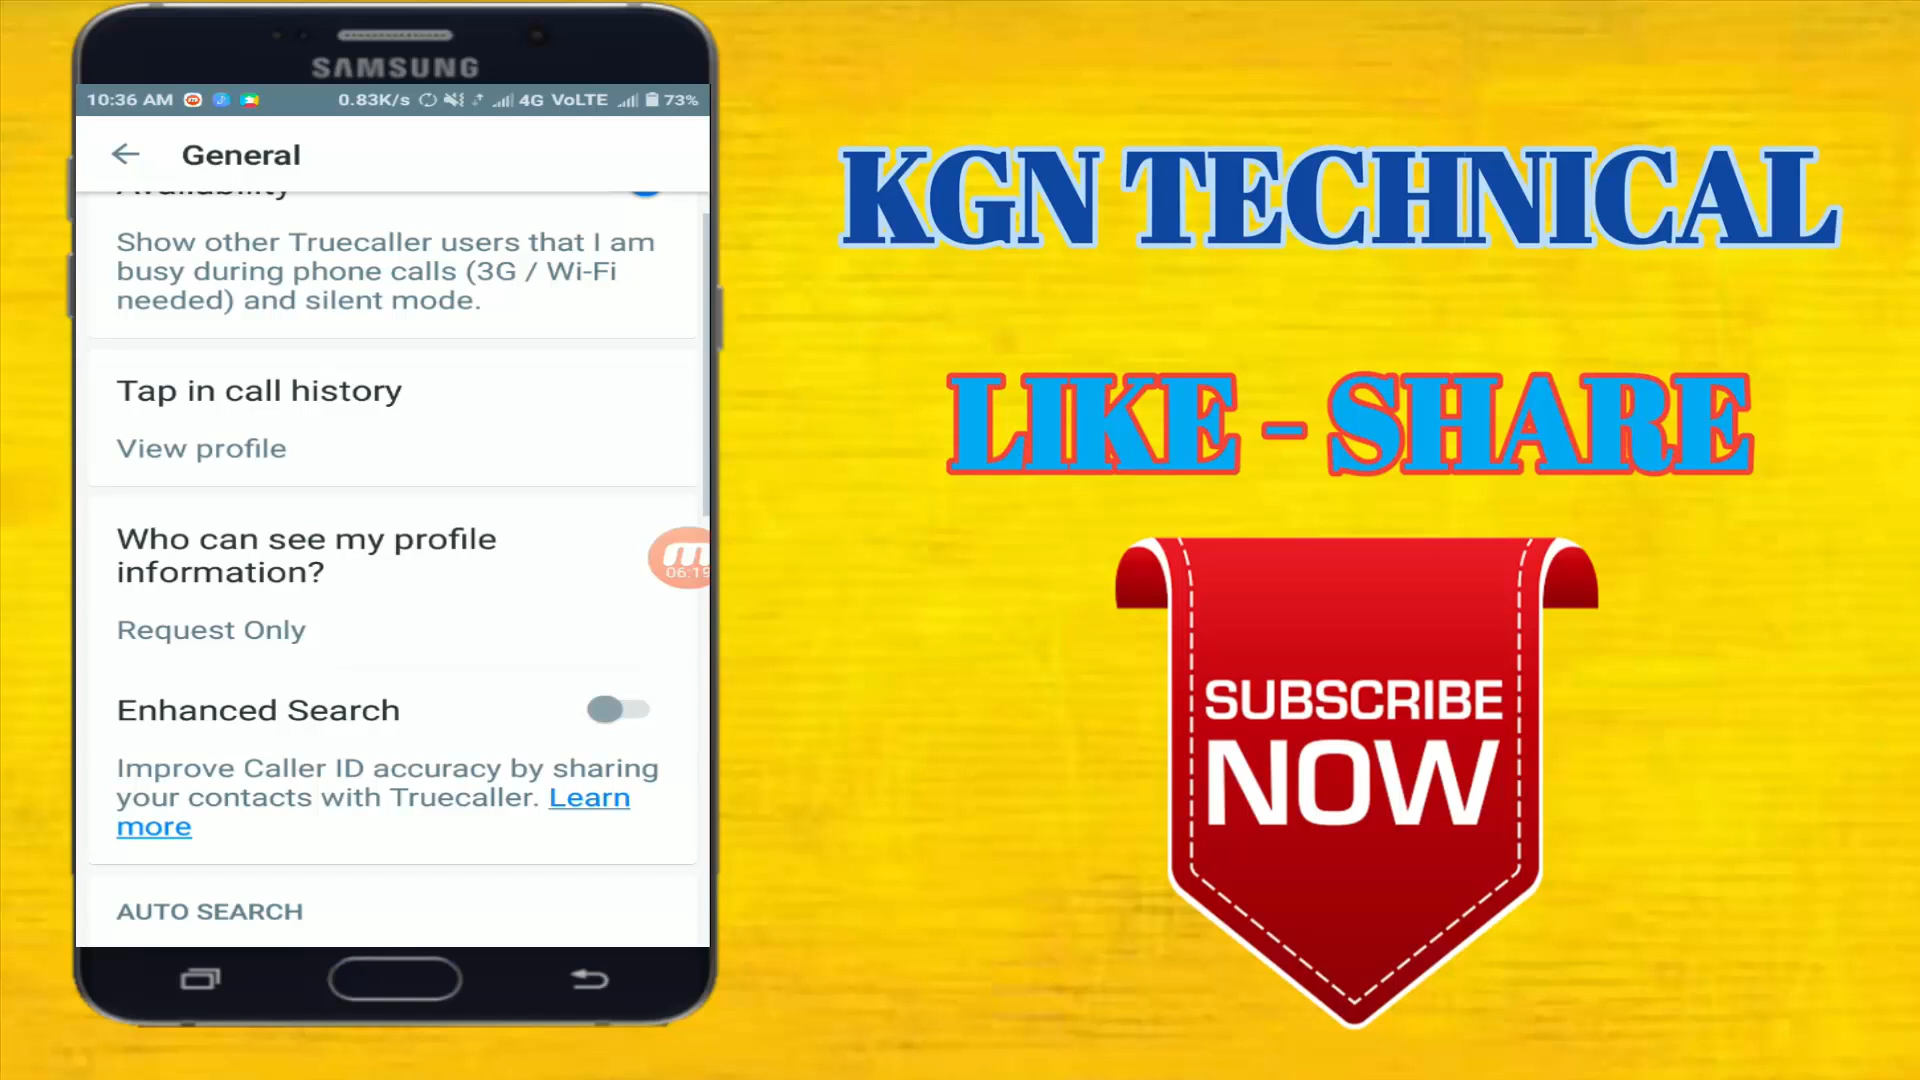 SAMSUNG
10:36 AM 0.83K/s 4G VoLTE 73%
General
Availability
Show other Truecaller users that I am
busy during phone calls (3G / Wi-Fi
needed) and silent mode.
Tap in call history
View profile
Who can see my profile
information?
06:19
Request Only
Enhanced Search
Improve Caller ID accuracy by sharing
your contacts with Truecaller. Learn
more
AUTO SEARCH
KGN TECHNICAL
LIKE - SHARE
SUBSCRIBE
NOW